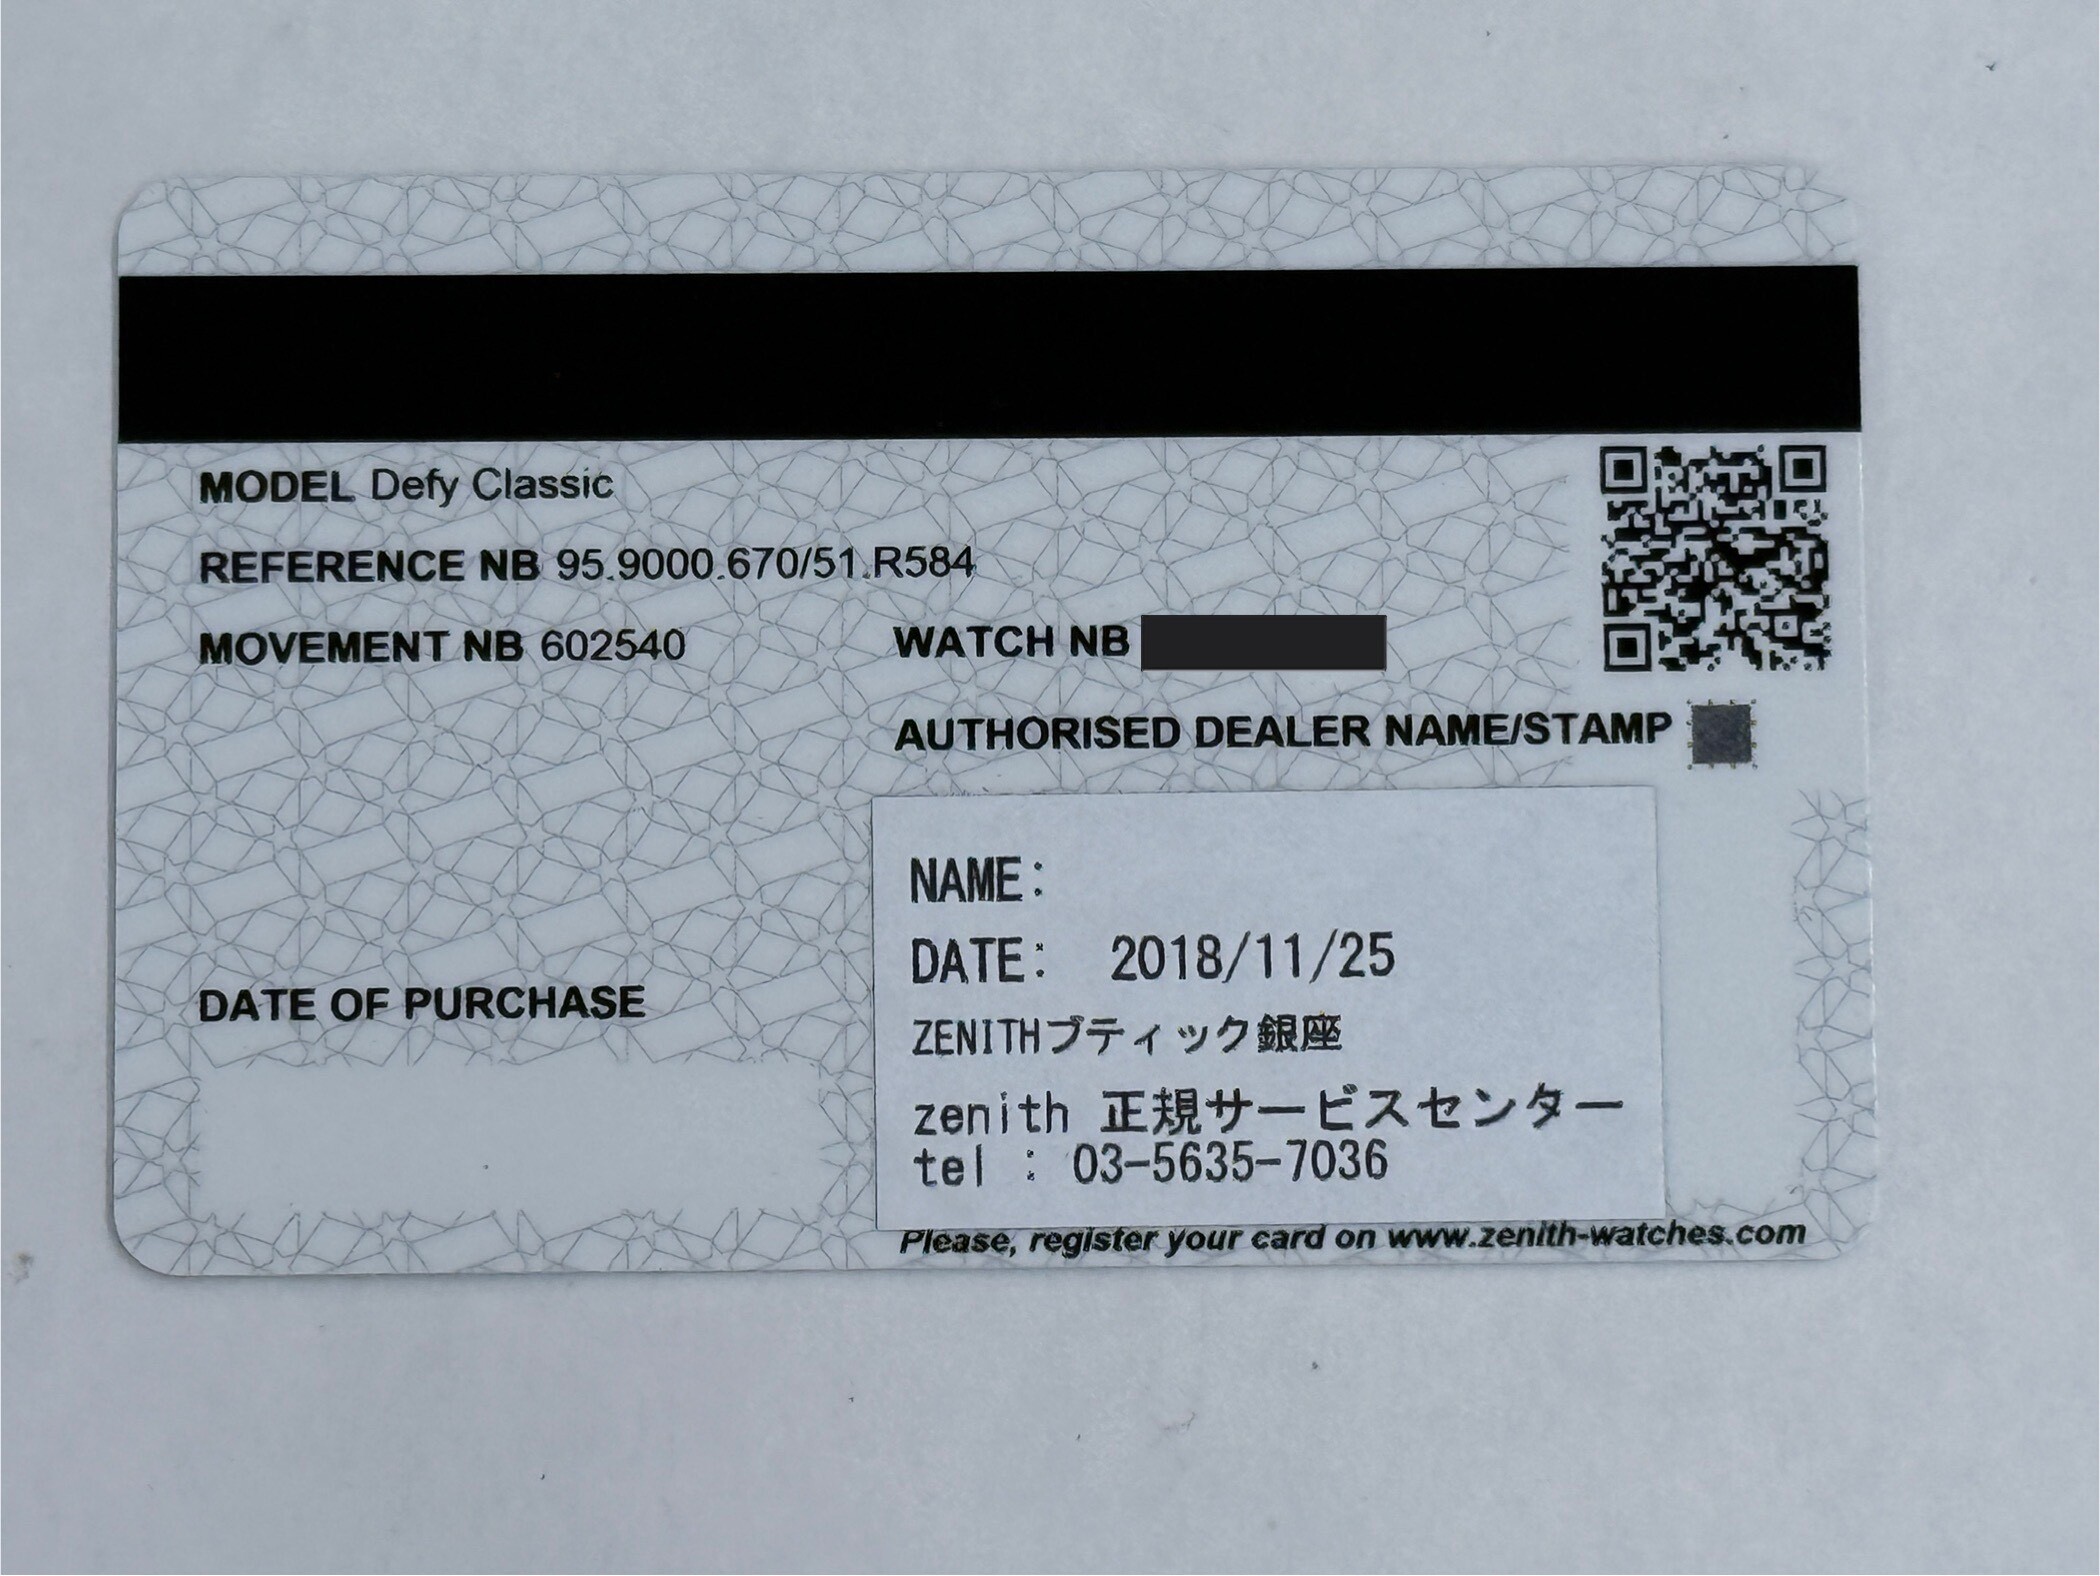 MODEL Defy Classic
REFERENCE NB 95.9000.670/51.R584
MOVEMENT NB 602540
WATCH NB
AUTHORISED DEALER NAME/STAMP
NAME:
DATE: 2018/11/25
ZENITHブティック銀座
zenith 正規サービスセンター
tel : 03-5635-7036
DATE OF PURCHASE
Please, register your card on www.zenith-watches.com